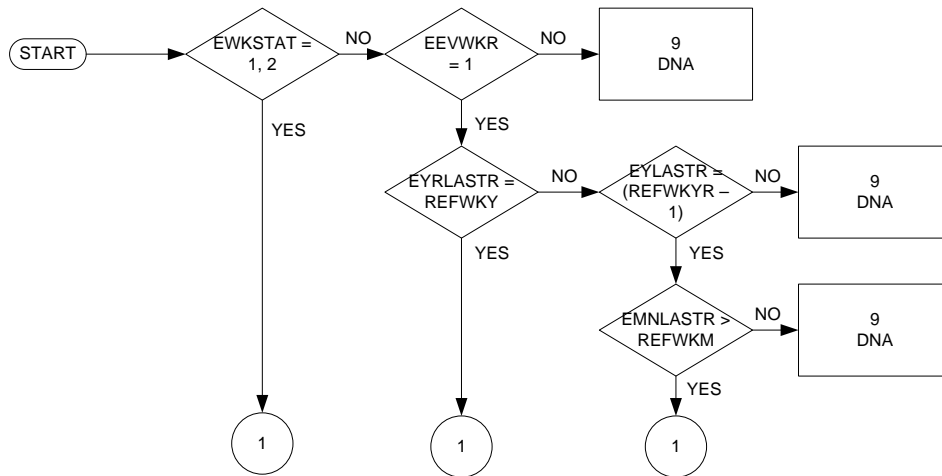 START
EWKSTAT =
1, 2
NO
EEVWKR
= 1
NO
9
DNA
YES
YES
EYRLASTR =
REFWKY
NO
EYLASTR =
(REFWKYR –
1)
NO
9
DNA
YES
YES
EMNLASTR >
REFWKM
NO
9
DNA
YES
1
1
1